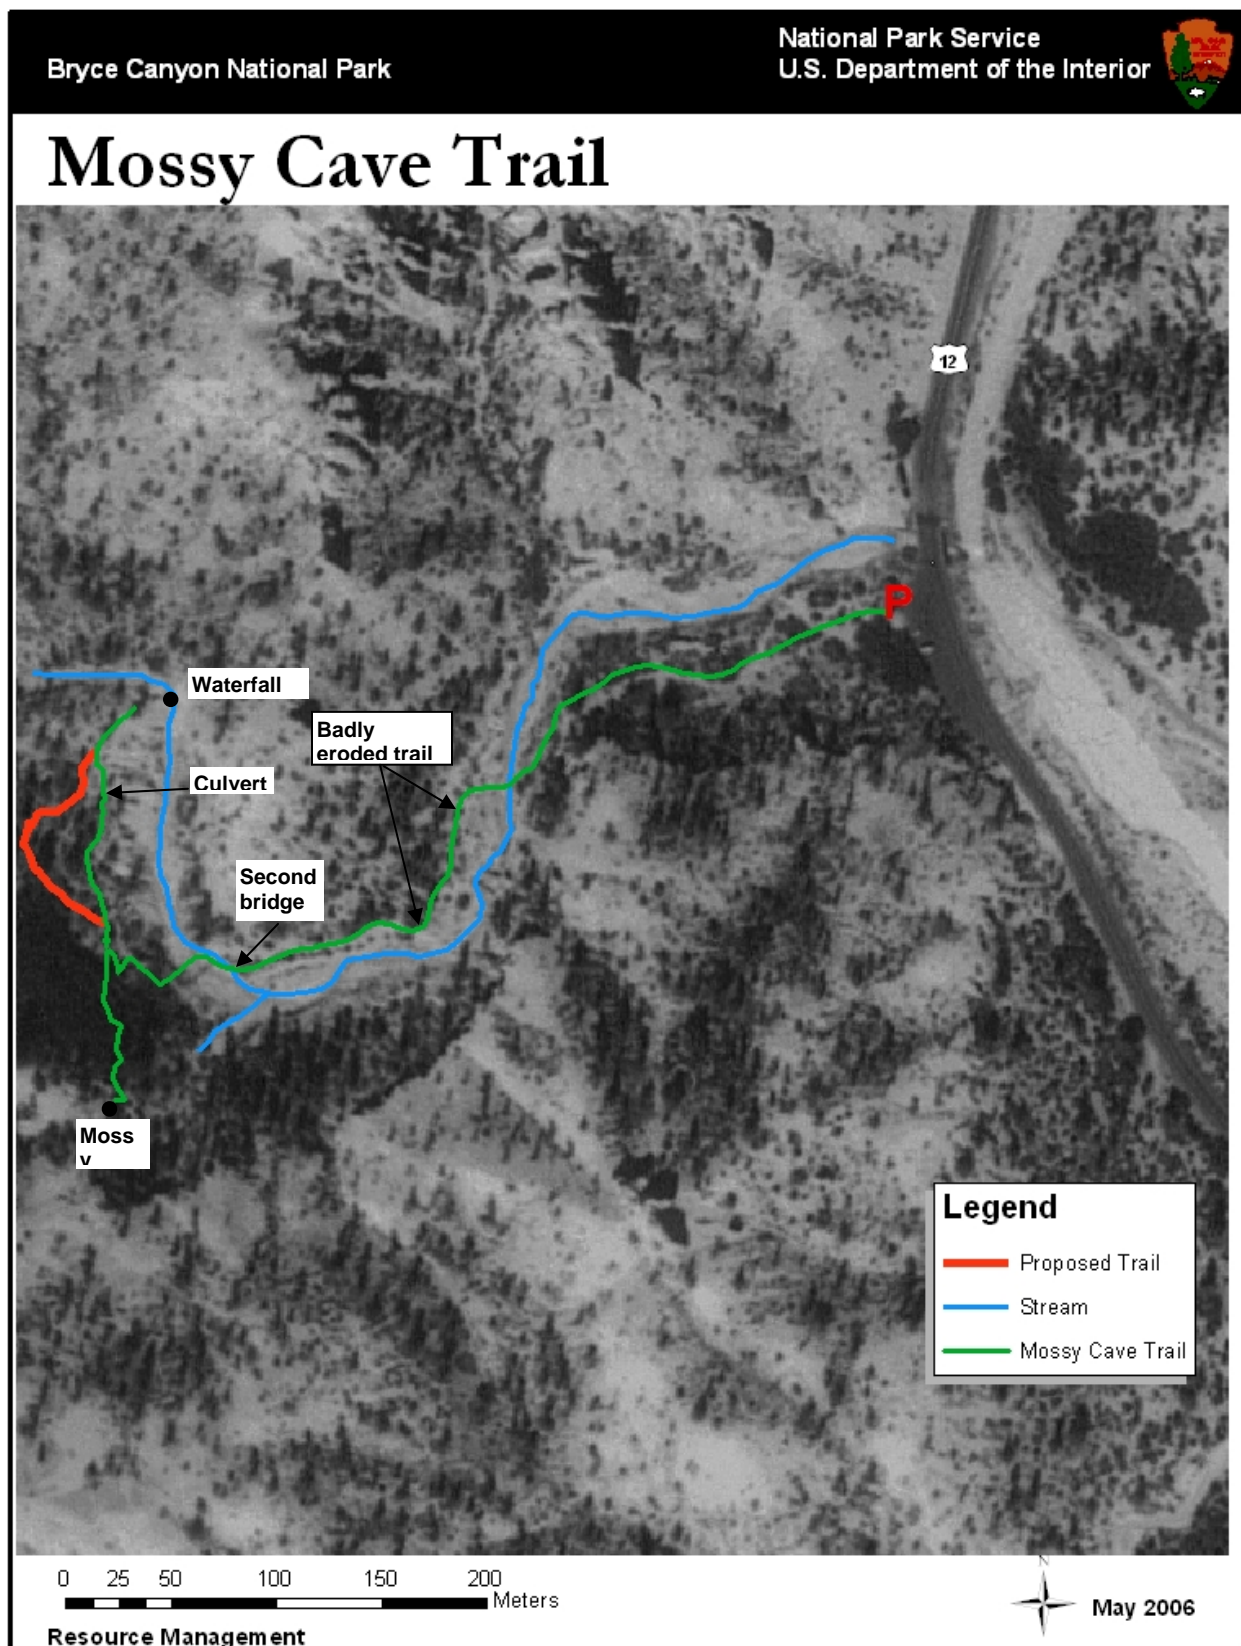 National Park Service
Bryce Canyon National Park
U.S. Department of the Interior
Mossy Cave Trail
12
P
Waterfall
Badly
eroded trail
Culvert
Second
bridge
Moss
y
Legend
Proposed Trail
Stream
Mossy Cave Trail
0 25 50 100 150 200
Meters
N
May 2006
Resource Management